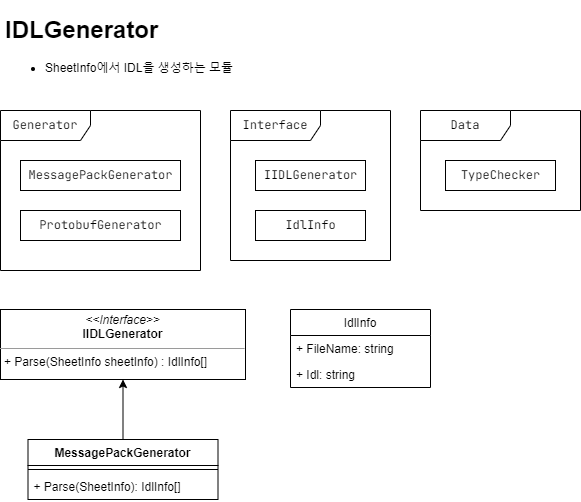 IDLGenerator
• SheetInfo에서 IDL을 생성하는 모듈
Generator
MessagePackGenerator
ProtobufGenerator
Interface
IIDLGenerator
IdlInfo
Data
TypeChecker
<<Interface>>
IIDLGenerator
+ Parse(SheetInfo sheetInfo) : IdlInfo[]
IdlInfo
+ FileName: string
+ Idl: string
MessagePackGenerator
+ Parse(SheetInfo): IdlInfo[]